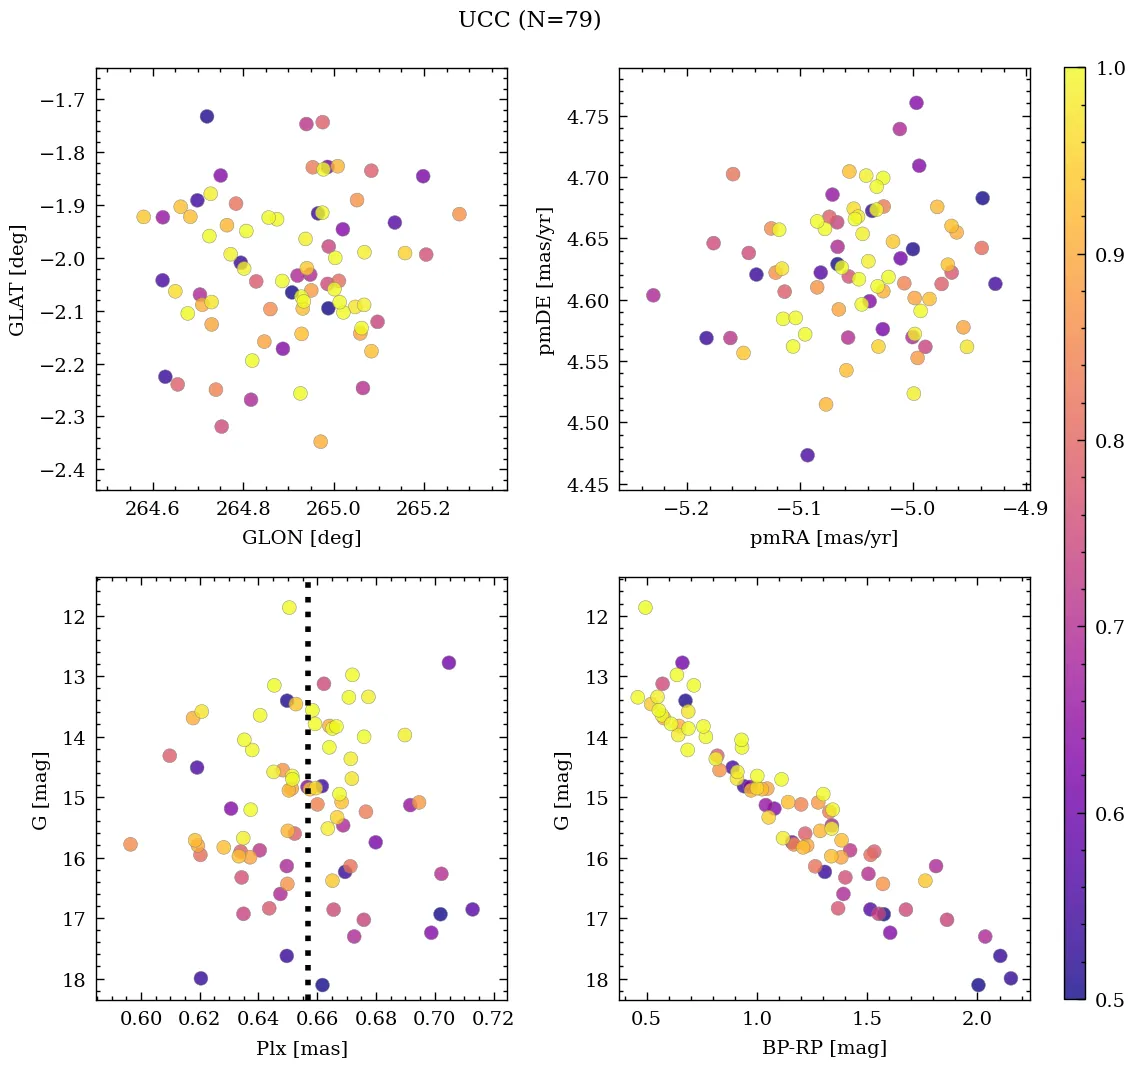 UCC (N=79)
−1.7
−1.8
−1.9
−2.0
−2.1
−2.2
−2.3
−2.4
GLAT [deg]
264.6 264.8 265.0 265.2
GLON [deg]
4.75
4.70
4.65
4.60
4.55
4.50
4.45
pmDE [mas/yr]
−5.2 −5.1 −5.0 −4.9
pmRA [mas/yr]
12
13
14
15
16
17
18
G [mag]
0.60 0.62 0.64 0.66 0.68 0.70 0.72
Plx [mas]
12
13
14
15
16
17
18
G [mag]
0.5 1.0 1.5 2.0
BP-RP [mag]
1.0
0.9
0.8
0.7
0.6
0.5